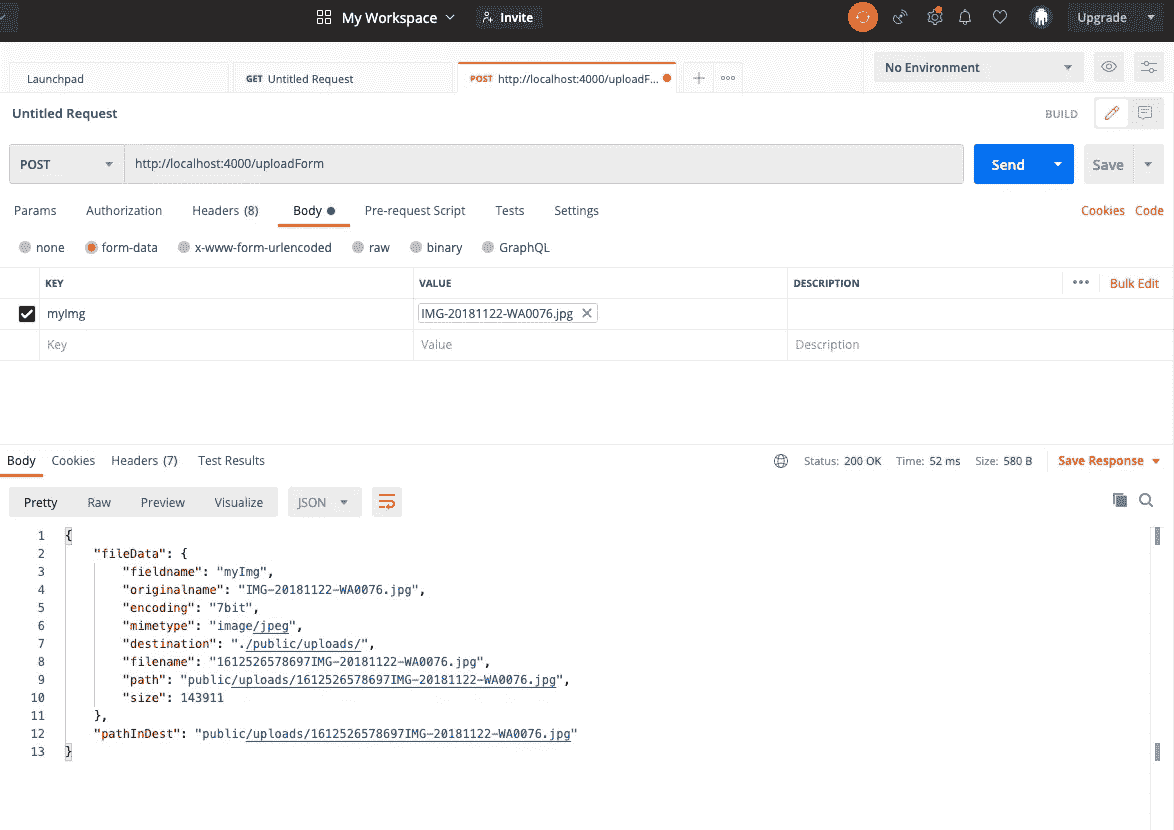 My Workspace Invite Upgrade
Launchpad GET Untitled Request POST http://localhost:4000/uploadF... No Environment
Untitled Request BUILD
POST http://localhost:4000/uploadForm Send Save
Params Authorization Headers (8) Body Pre-request Script Tests Settings Cookies Code
none form-data x-www-form-urlencoded raw binary GraphQL
KEY VALUE DESCRIPTION ••• Bulk Edit
myImg IMG-20181122-WA0076.jpg
Key Value Description
Body Cookies Headers (7) Test Results Status: 200 OK Time: 52 ms Size: 580 B Save Response
Pretty Raw Preview Visualize JSON
1 {
2 "fileData": {
3 "fieldname": "myImg",
4 "originalname": "IMG-20181122-WA0076.jpg",
5 "encoding": "7bit",
6 "mimetype": "image/jpeg",
7 "destination": "./public/uploads/",
8 "filename": "1612526578697IMG-20181122-WA0076.jpg",
9 "path": "public/uploads/1612526578697IMG-20181122-WA0076.jpg",
10 "size": 143911
11 },
12 "pathInDest": "public/uploads/1612526578697IMG-20181122-WA0076.jpg"
13 }